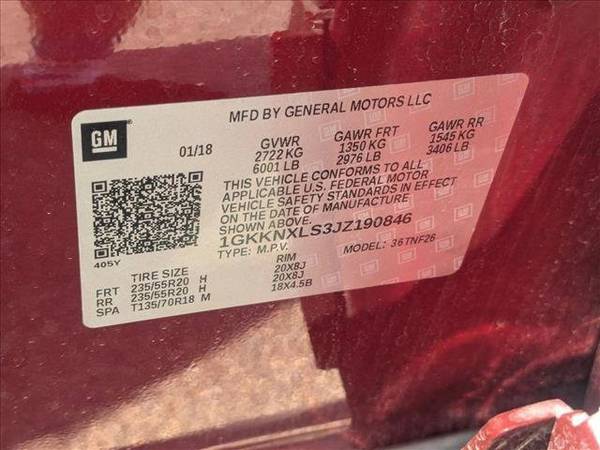 MFD BY GENERAL MOTORS LLC
GM
01/18
GVWR GAWR FRT GAWR RR
2722 KG 1350 KG 1545 KG
6001 LB 2976 LB 3406 LB
THIS VEHICLE CONFORMS TO ALL
APPLICABLE U.S. FEDERAL MOTOR
VEHICLE SAFETY STANDARDS IN EFFECT
ON THE DATE OF MANUFACTURE
SHOWN ABOVE.
1GKKNXLS3JZ190846
TYPE: M.P.V. MODEL: 36TNF26
405Y
TIRE SIZE RIM
FRT 235/55R20 H 20X8J
RR 235/55R20 H 20X8J
SPA T135/70R18 M 18X4.5B